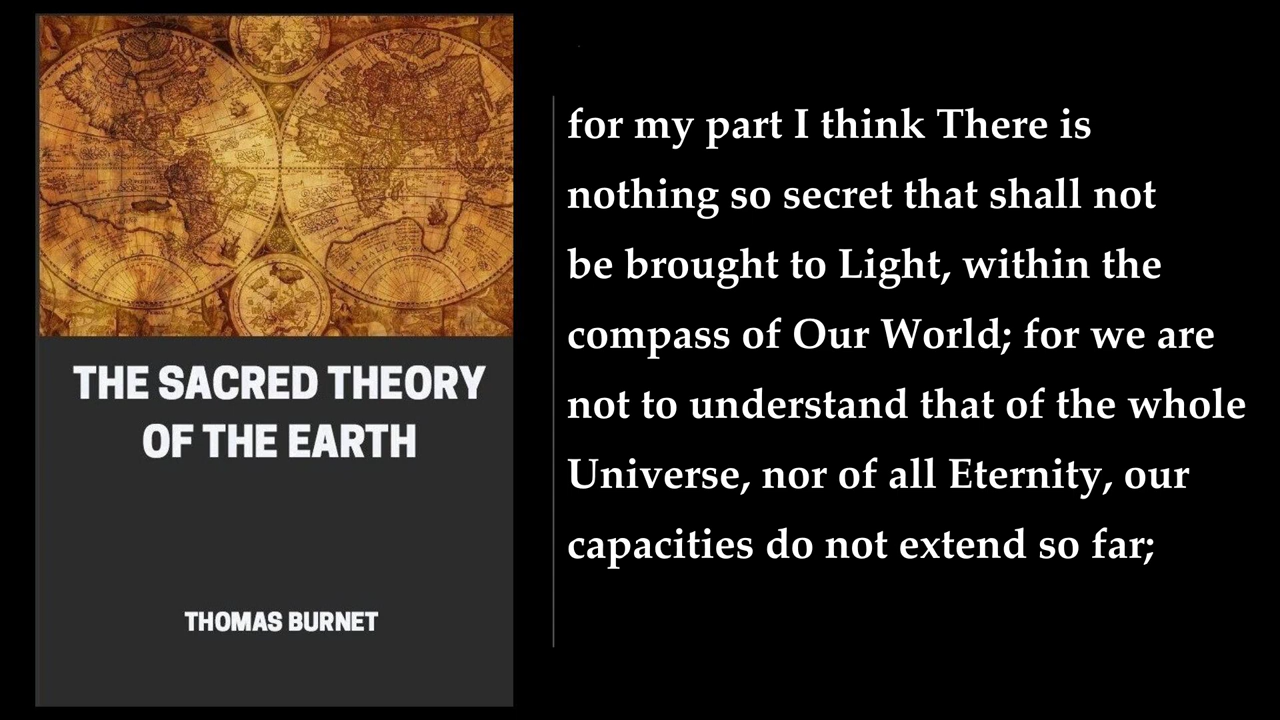 THE SACRED THEORY
OF THE EARTH
THOMAS BURNET
for my part I think There is
nothing so secret that shall not
be brought to Light, within the
compass of Our World; for we are
not to understand that of the whole
Universe, nor of all Eternity, our
capacities do not extend so far;